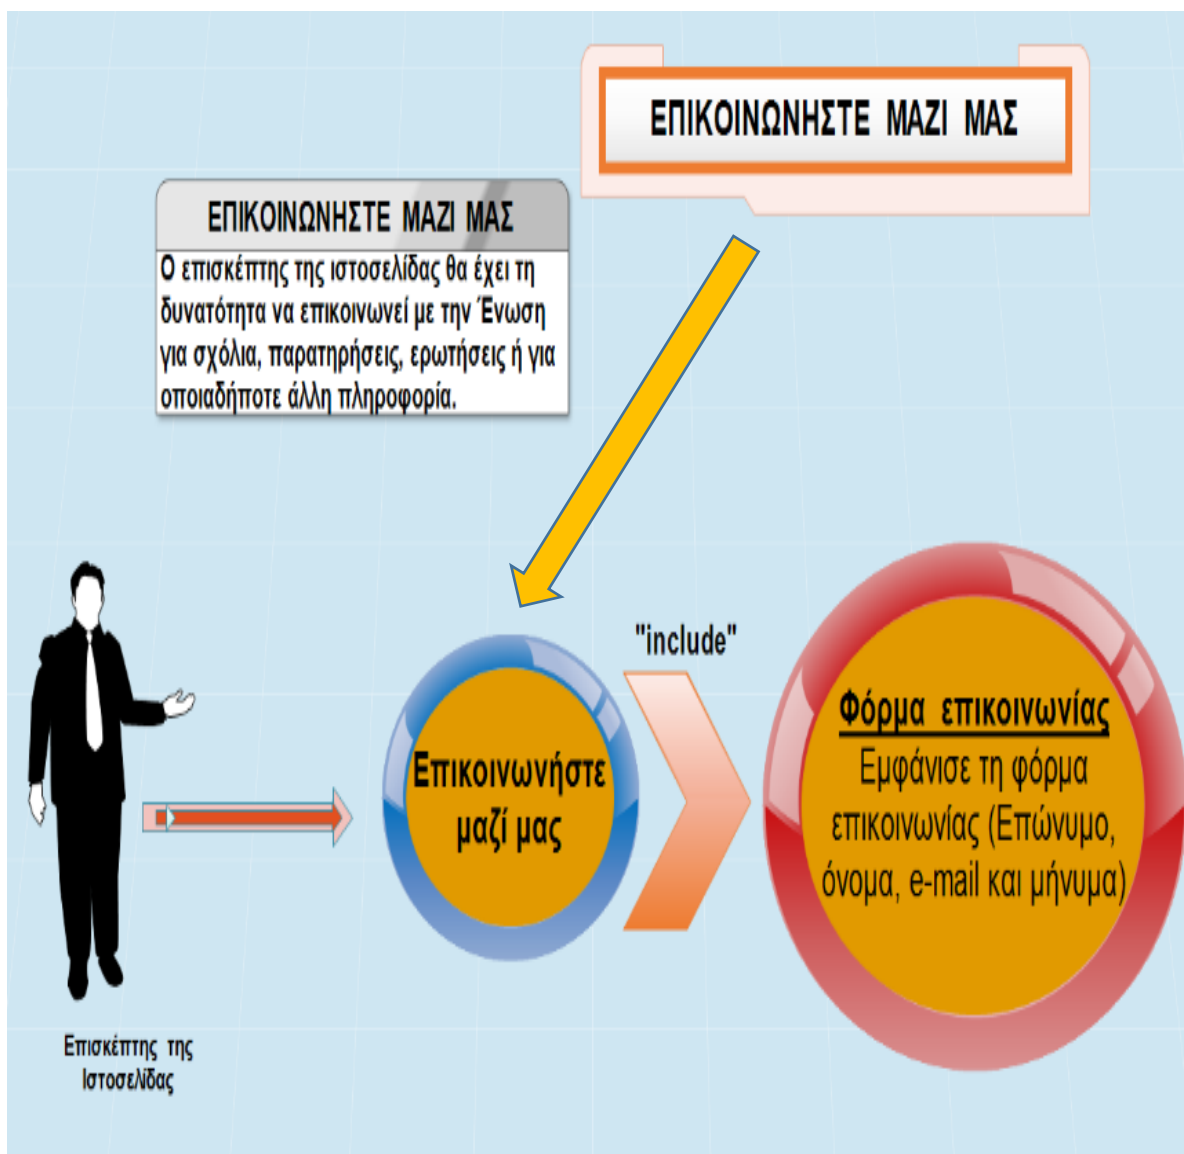 ΕΠΙΚΟΙΝΩΝΗΣΤΕ ΜΑΖΙ ΜΑΣ
ΕΠΙΚΟΙΝΩΝΗΣΤΕ ΜΑΖΙ ΜΑΣ
Ο επισκέπτης της ιστοσελίδας θα έχει τη
δυνατότητα να επικοινωνεί με την Ένωση
για σχόλια, παρατηρήσεις, ερωτήσεις ή για
οποιαδήποτε άλλη πληροφορία.
"include"
Επικοινωνήστε
μαζί μας
Φόρμα επικοινωνίας
Εμφάνισε τη φόρμα
επικοινωνίας (Επώνυμο,
όνομα, e-mail και μήνυμα)
Επισκέπτης της
Ιστοσελίδας